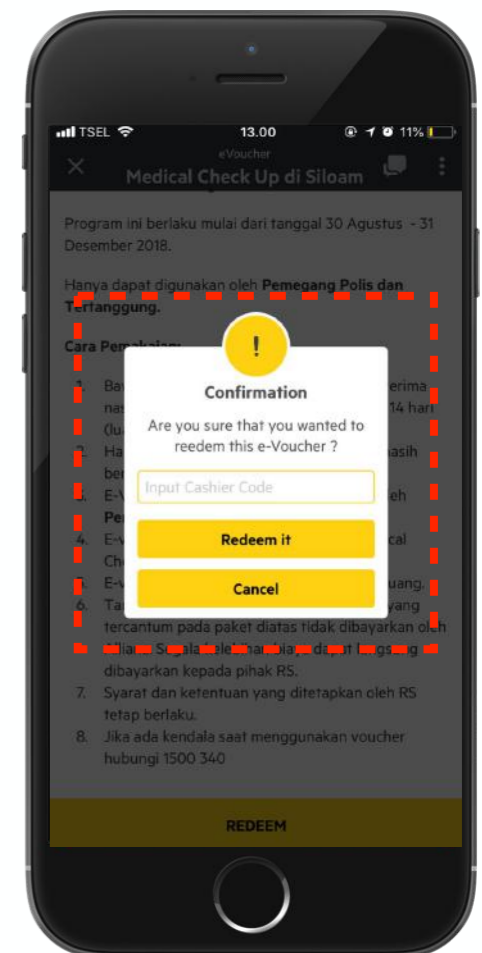 TSEL 13.00 11%
eVoucher
Medical Check Up di Siloam
Program ini berlaku mulai dari tanggal 30 Agustus - 31
Desember 2018.
Hanya dapat digunakan oleh Pemegang Polis dan
Tertanggung.
Cara
!
Confirmation
Are you sure that you wanted to
reedem this e-Voucher ?
Input Cashier Code
Redeem it
Cancel
1.
14 hari
2.
4.
6. yang
tercantum pada paket diatas tidak dibayarkan oleh
dibayarkan kepada pihak RS.
7. Syarat dan ketentuan yang ditetapkan oleh RS
tetap berlaku.
8. Jika ada kendala saat menggunakan voucher
hubungi 1500 340
REDEEM